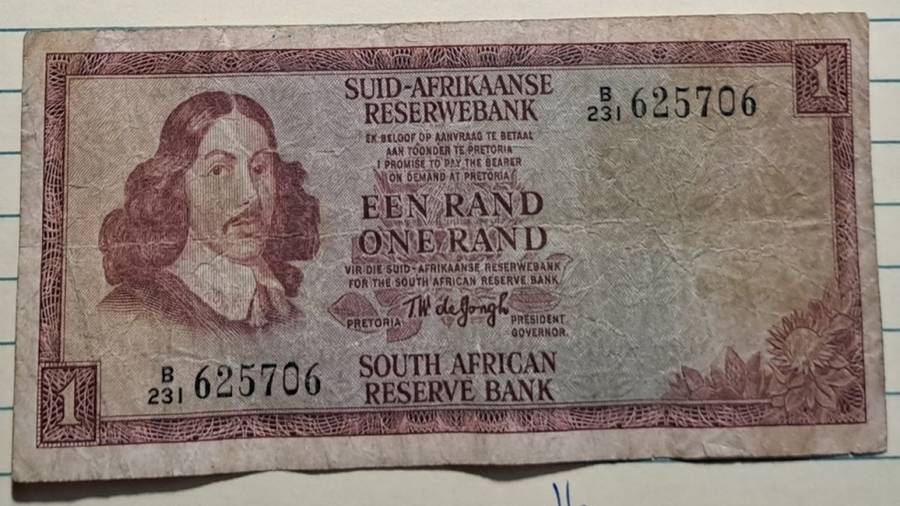 1
SUID-AFRIKAANSE
RESERWEBANK
B
231 625706
EK BELOOF OP AANVRAAG TE BETAAL
AAN TOONDER TE PRETORIA
I PROMISE TO PAY THE BEARER
ON DEMAND AT PRETORIA
EEN RAND
ONE RAND
VIR DIE SUID-AFRIKAANSE RESERWEBANK
FOR THE SOUTH AFRICAN RESERVE BANK
T.W. de Jongh
PRETORIA
PRESIDENT
GOVERNOR.
B
231 625706
1
SOUTH AFRICAN
RESERVE BANK